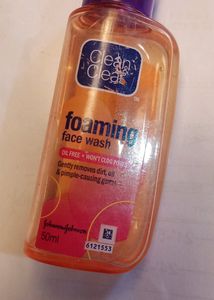 Clean &
Clear
foaming
face wash
OIL FREE • WON'T CLOG PORES
Gently removes dirt, oil
& pimple-causing germs
Johnson&Johnson
50ml
6121553